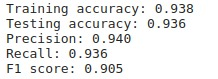 Training accuracy: 0.938
Testing accuracy: 0.936
Precision: 0.940
Recall: 0.936
F1 score: 0.905